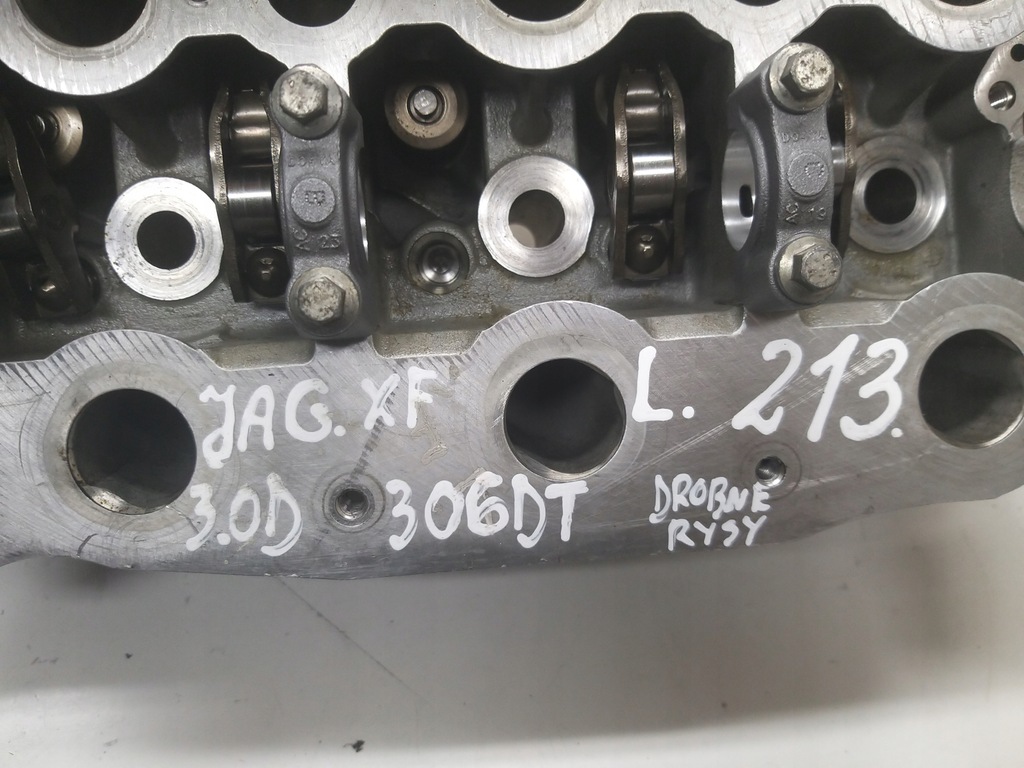 JAG. XF L. 213.
3.0D 306DT DROBNE
RYSY